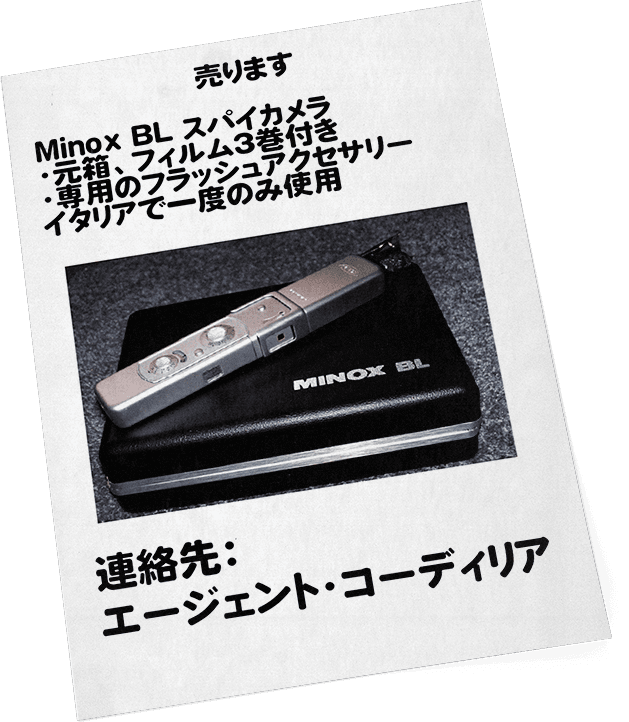 売ります
Minox BL スパイカメラ
・元箱、フィルム3巻付き
・専用のフラッシュアクセサリー
イタリアで一度のみ使用
MINOX BL
連絡先：
エージェント・コーディリア